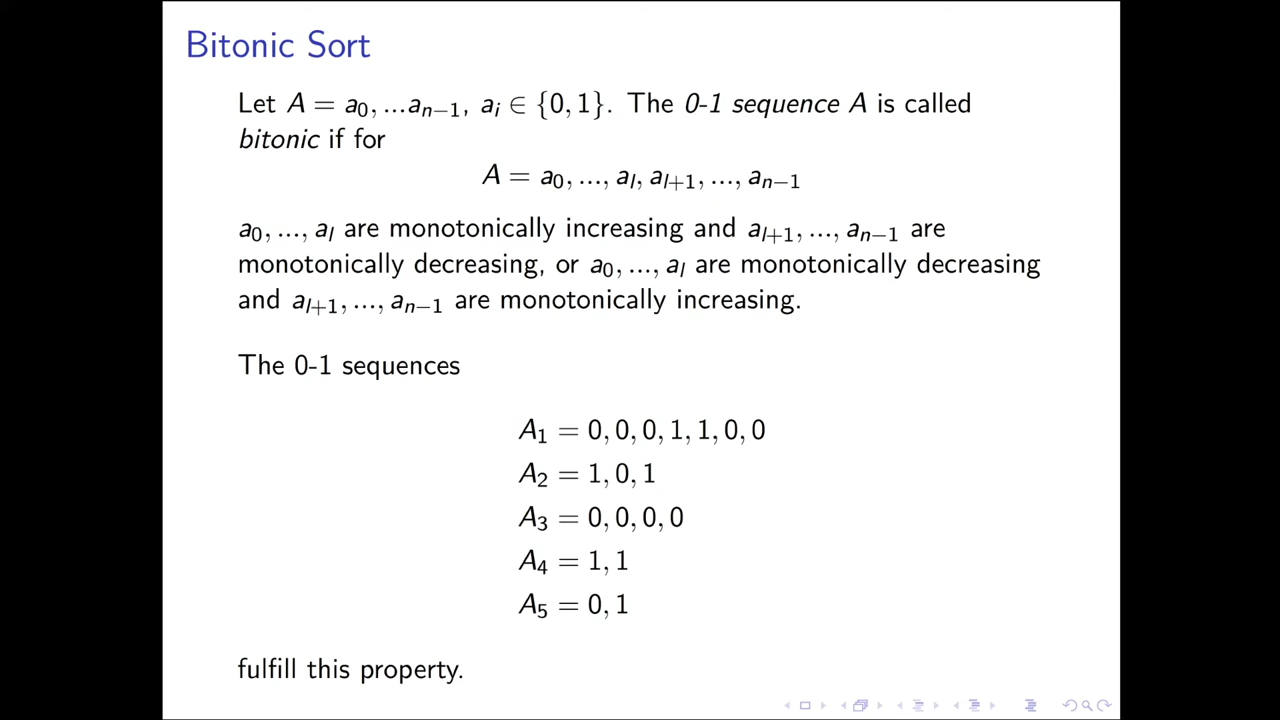 Bitonic Sort
Let A = a₀, ...aₙ₋₁, aᵢ ∈ {0, 1}. The 0-1 sequence A is called
bitonic if for
A = a₀, ..., aₗ, aₗ₊₁, ..., aₙ₋₁
a₀, ..., aₗ are monotonically increasing and aₗ₊₁, ..., aₙ₋₁ are
monotonically decreasing, or a₀, ..., aₗ are monotonically decreasing
and aₗ₊₁, ..., aₙ₋₁ are monotonically increasing.
The 0-1 sequences
A₁ = 0, 0, 0, 1, 1, 0, 0
A₂ = 1, 0, 1
A₃ = 0, 0, 0, 0
A₄ = 1, 1
A₅ = 0, 1
fulfill this property.